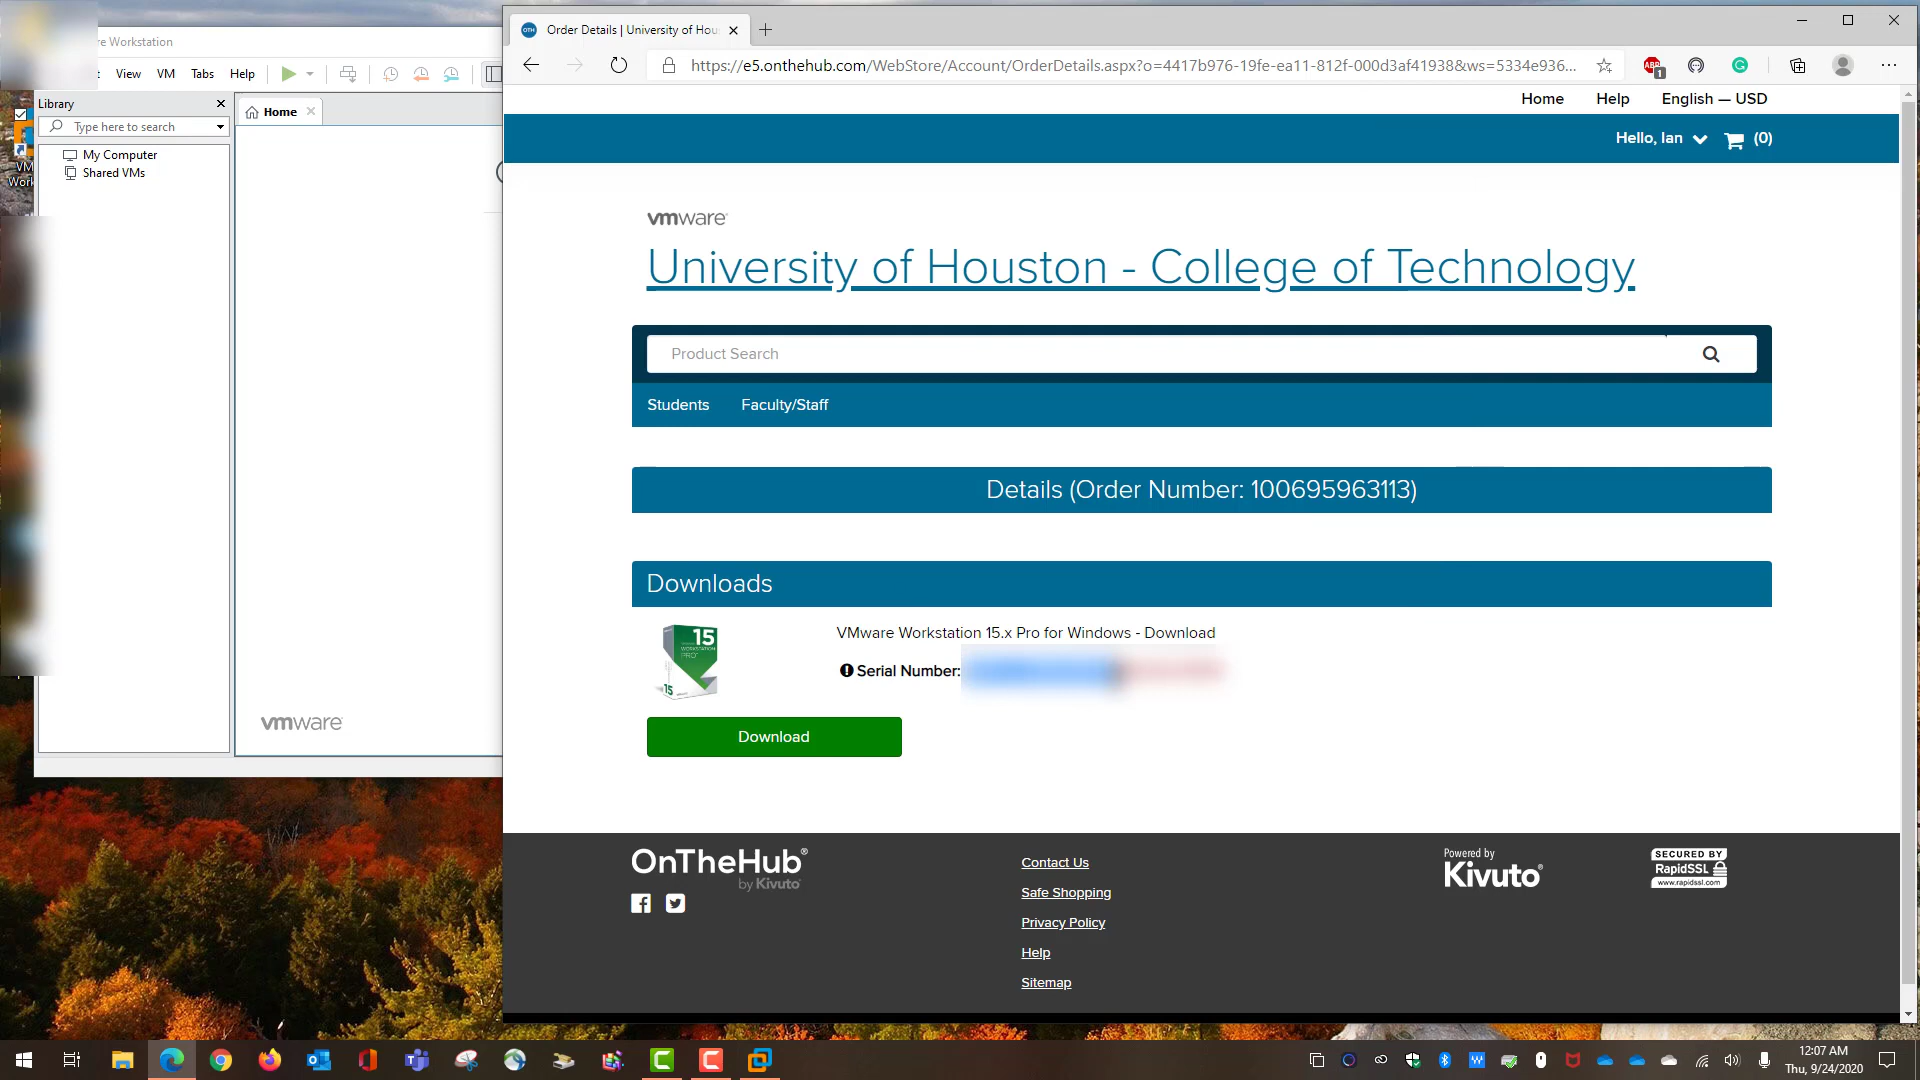 re Workstation
View VM Tabs Help
Library
Type here to search
My Computer
Shared VMs
Home
vmware
VM
Work
Order Details | University of Hou
https://e5.onthehub.com/WebStore/Account/OrderDetails.aspx?o=4417b976-19fe-ea11-812f-000d3af41938&ws=5334e936...
Home Help English — USD
Hello, Ian (0)
vmware
University of Houston - College of Technology
Product Search
Students Faculty/Staff
Details (Order Number: 100695963113)
Downloads
VMware Workstation 15.x Pro for Windows - Download
Serial Number:
Download
OnTheHub®
by Kivuto
Contact Us
Safe Shopping
Privacy Policy
Help
Sitemap
Powered by
Kivuto®
SECURED BY
RapidSSL
www.rapidssl.com
12:07 AM
Thu, 9/24/2020